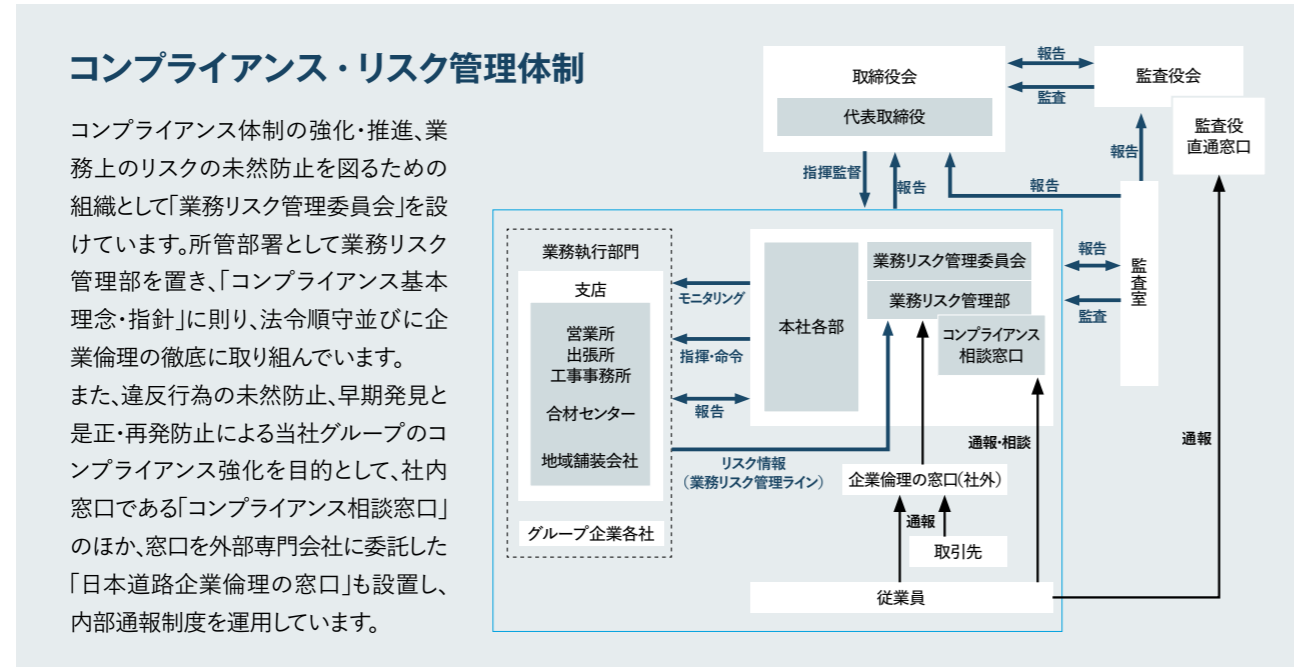 コンプライアンス・リスク管理体制
コンプライアンス体制の強化・推進、業
務上のリスクの未然防止を図るための
組織として「業務リスク管理委員会」を設
けています。所管部署として業務リスク
管理部を置き、「コンプライアンス基本
理念・指針」に則り、法令順守並びに企
業倫理の徹底に取り組んでいます。
また、違反行為の未然防止、早期発見と
是正・再発防止による当社グループのコ
ンプライアンス強化を目的として、社内
窓口である「コンプライアンス相談窓口」
のほか、窓口を外部専門会社に委託した
「日本道路企業倫理の窓口」も設置し、
内部通報制度を運用しています。
取締役会
代表取締役
報告
監査
監査役会
監査役
直通窓口
指揮監督
報告
報告
報告
業務執行部門
支店
営業所
出張所
工事事務所
合材センター
地域舗装会社
グループ企業各社
モニタリング
指揮・命令
報告
リスク情報
（業務リスク管理ライン）
本社各部
業務リスク管理委員会
業務リスク管理部
コンプライアンス
相談窓口
報告
監査
監査室
通報・相談
通報
企業倫理の窓口(社外)
通報
取引先
従業員